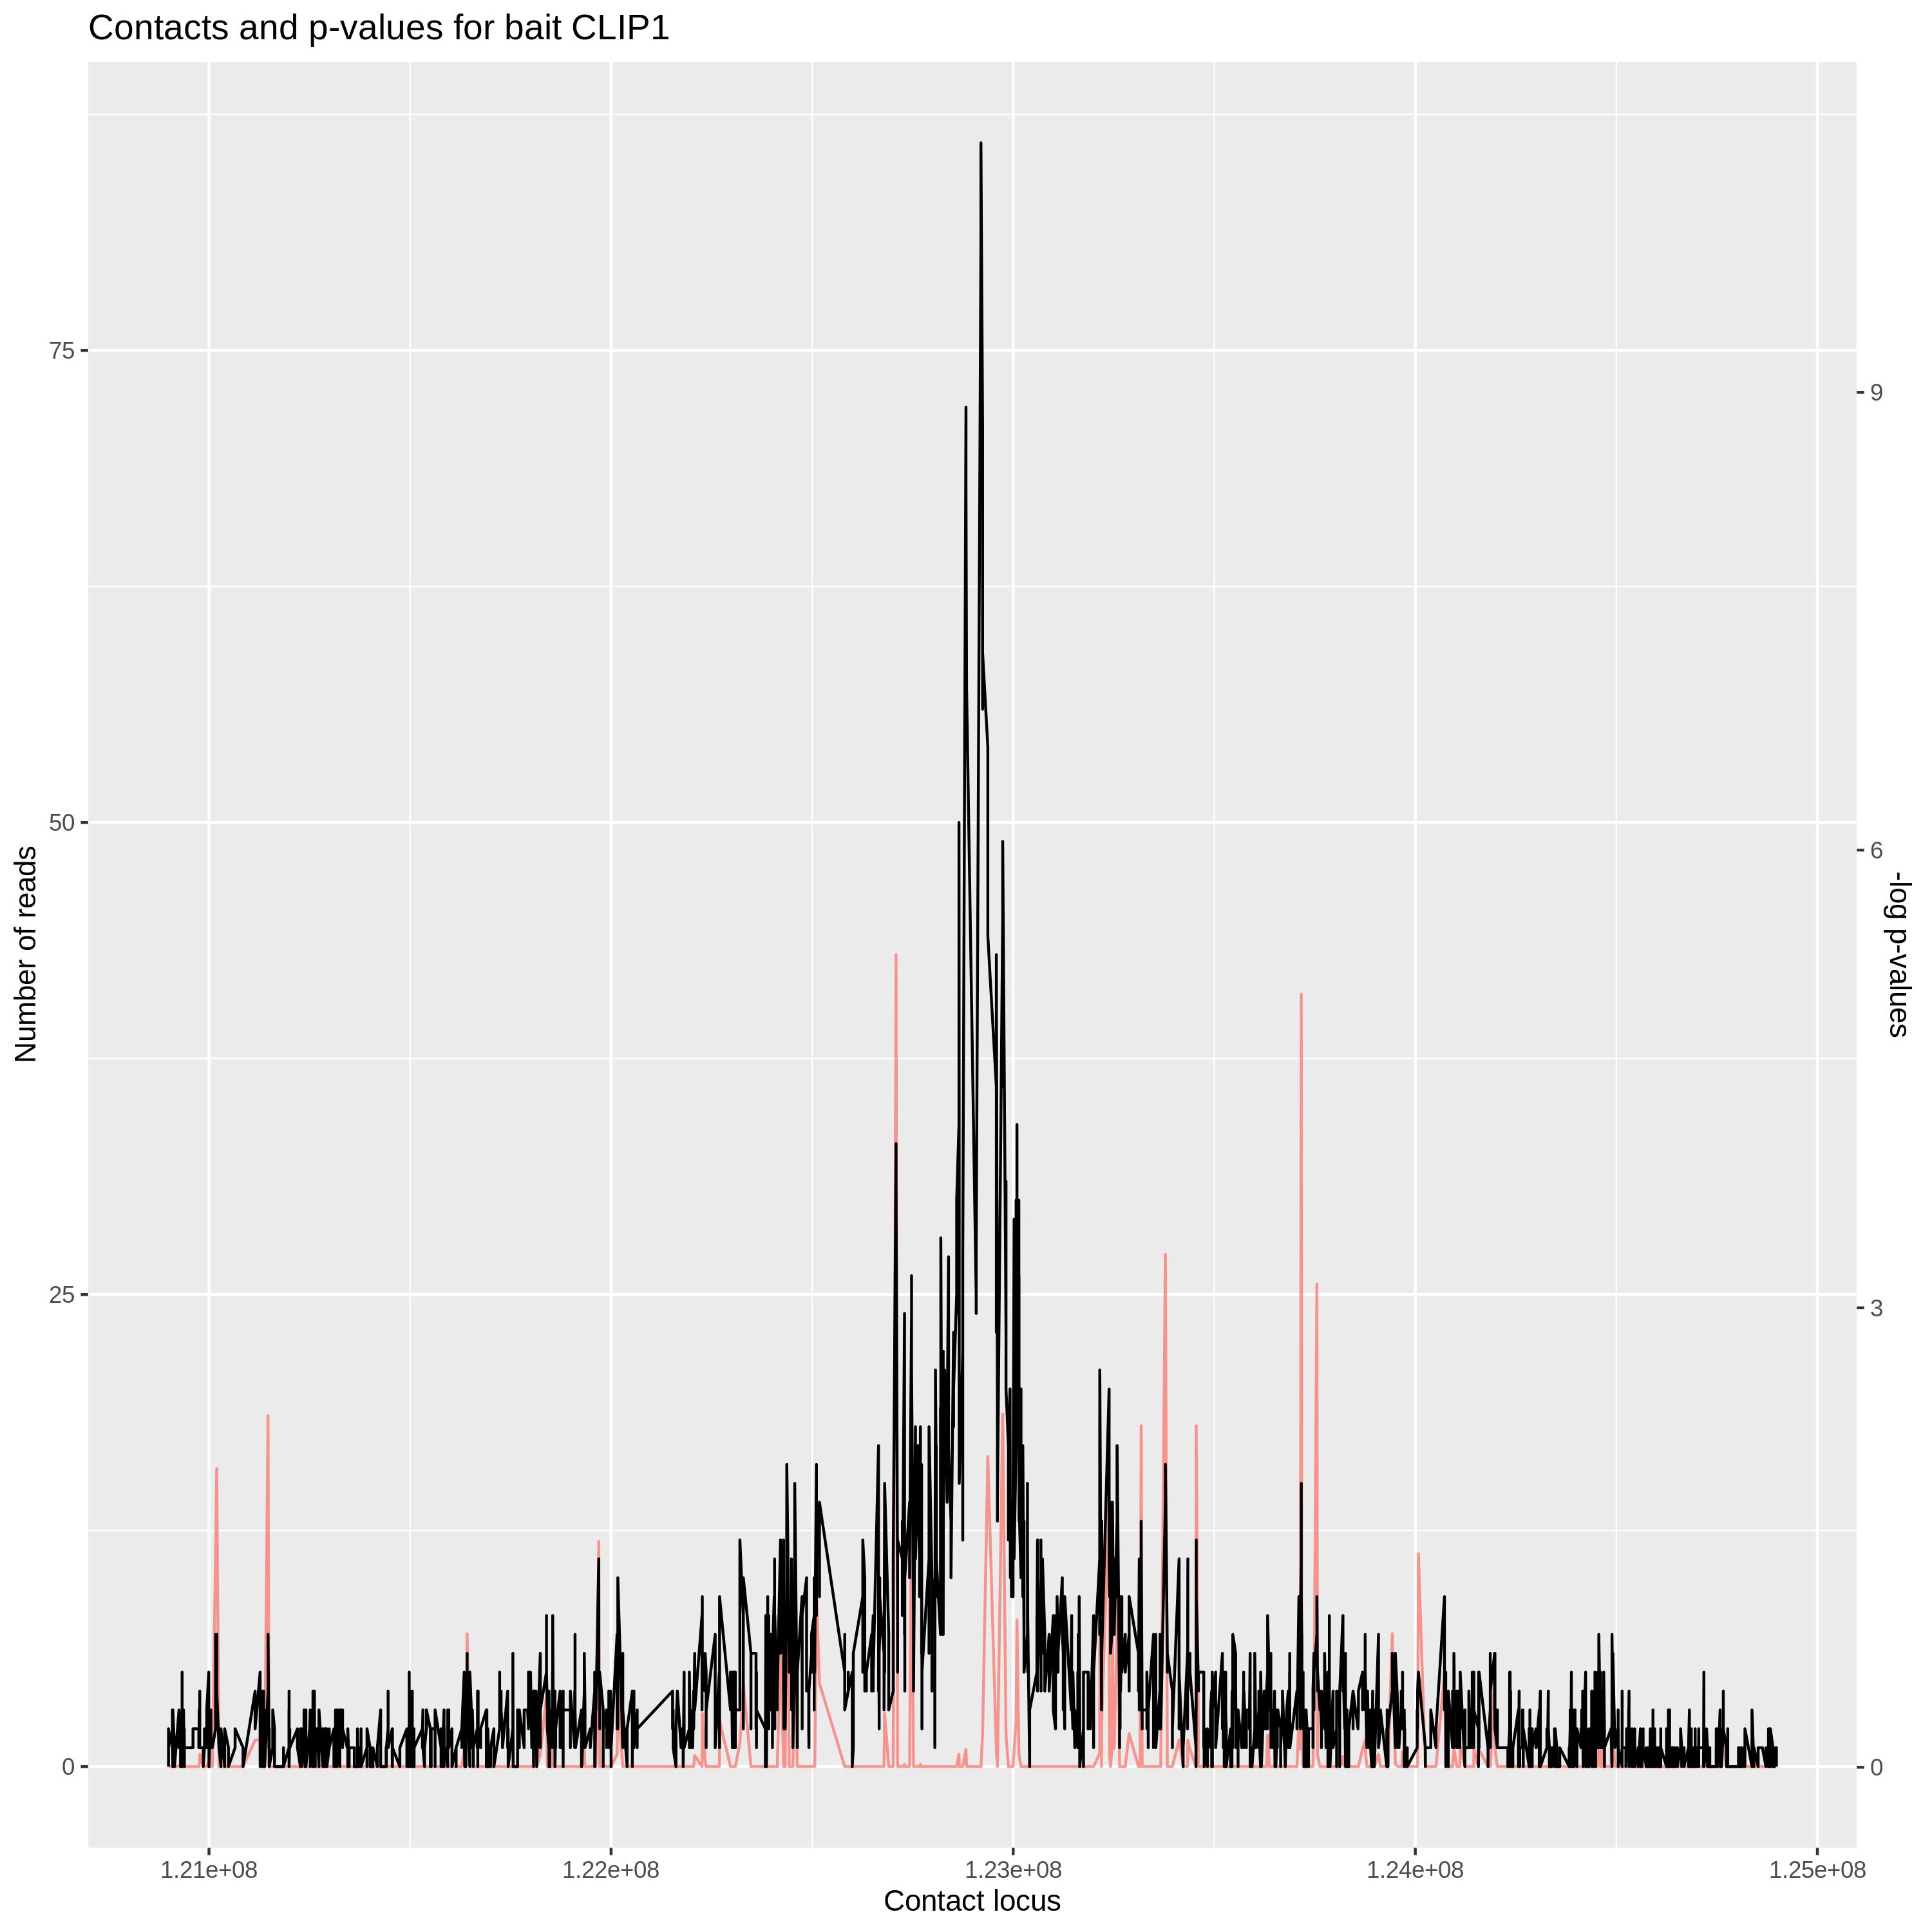 Contacts and p-values for bait CLIP1
75
50
25
0
Number of reads
9
6
3
0
-log p-values
1.21e+08
1.22e+08
1.23e+08
1.24e+08
1.25e+08
Contact locus